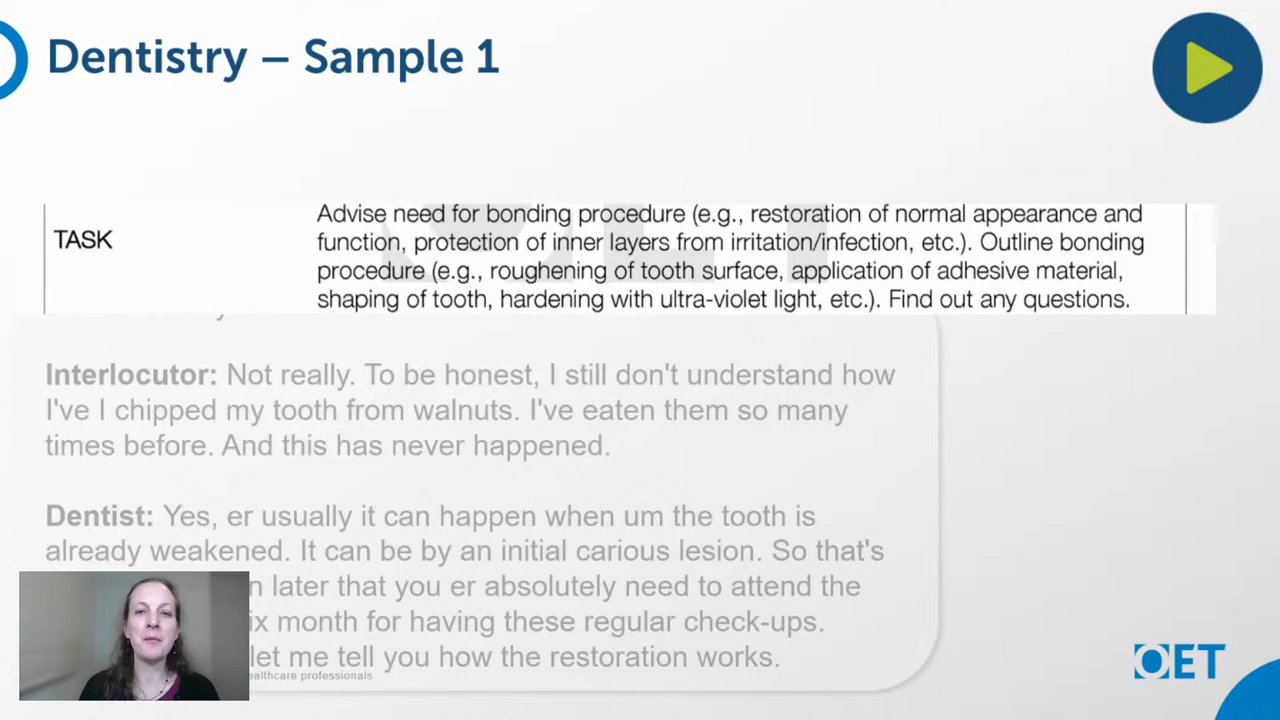 Dentistry – Sample 1
TASK
Advise need for bonding procedure (e.g., restoration of normal appearance and
function, protection of inner layers from irritation/infection, etc.). Outline bonding
procedure (e.g., roughening of tooth surface, application of adhesive material,
shaping of tooth, hardening with ultra-violet light, etc.). Find out any questions.
Interlocutor: Not really. To be honest, I still don't understand how
I've I chipped my tooth from walnuts. I've eaten them so many
times before. And this has never happened.
Dentist: Yes, er usually it can happen when um the tooth is
already weakened. It can be by an initial carious lesion. So that's
later that you er absolutely need to attend the
month for having these regular check-ups.
let me tell you how the restoration works.
professionals
OET